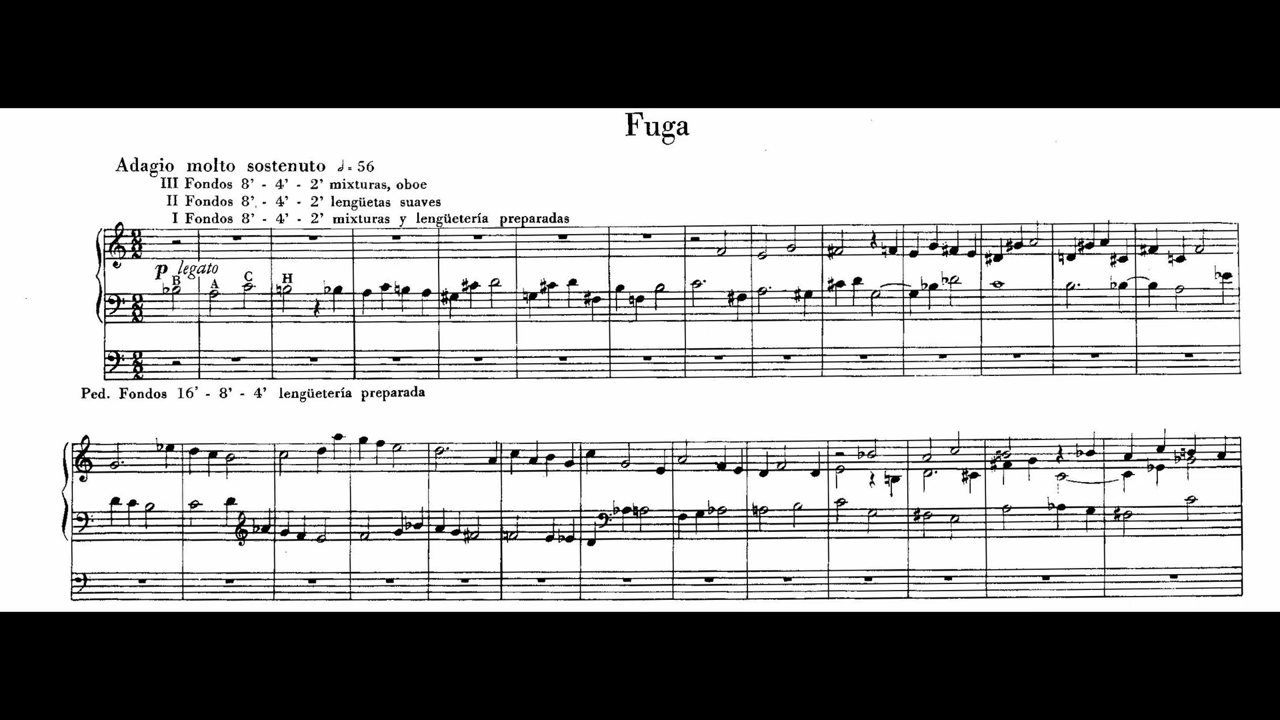 Fuga
Adagio molto sostenuto 𝅗𝅥 = 56
III Fondos 8' - 4' - 2' mixturas, oboe
II Fondos 8' - 4' - 2' lengüetas suaves
I Fondos 8' - 4' - 2' mixturas y lengüetería preparadas
p legato
B A C H
Ped. Fondos 16' - 8' - 4' lengüetería preparada